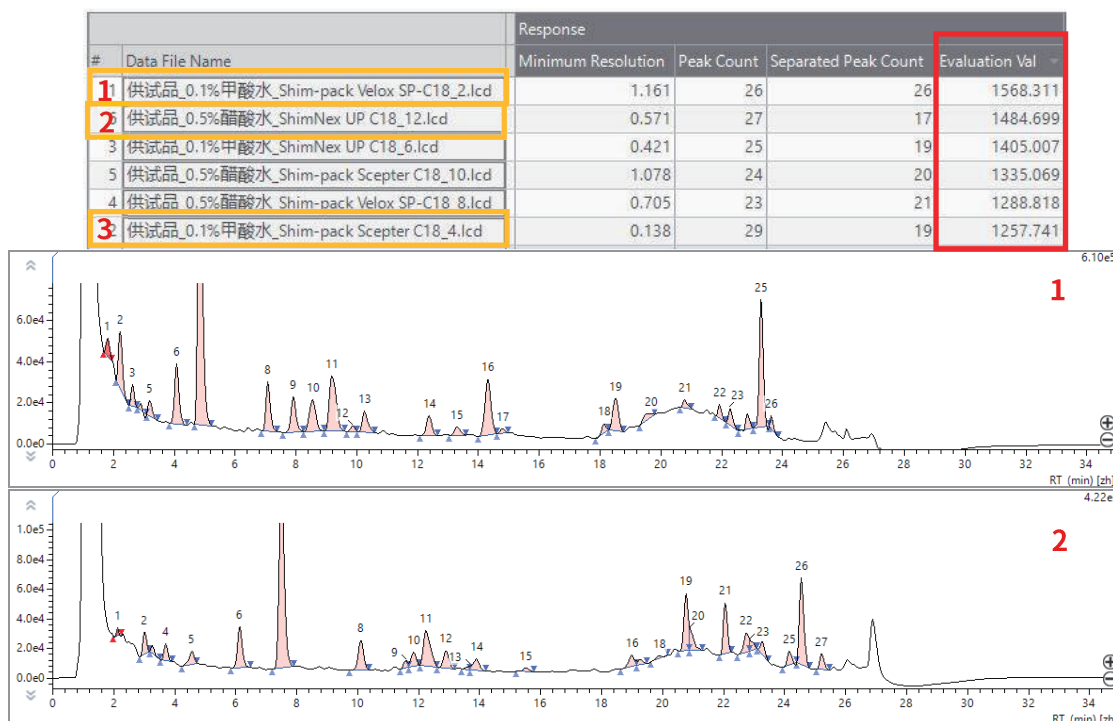 Response
# Data File Name Minimum Resolution Peak Count Separated Peak Count Evaluation Val
1 供试品_0.1%甲酸水_Shim-pack Velox SP-C18_2.lcd 1.161 26 26 1568.311
2 供试品_0.5%醋酸水_ShimNex UP C18_12.lcd 0.571 27 17 1484.699
3 供试品_0.1%甲酸水_ShimNex UP C18_6.lcd 0.421 25 19 1405.007
5 供试品_0.5%醋酸水_Shim-pack Scepter C18_10.lcd 1.078 24 20 1335.069
4 供试品_0.5%醋酸水_Shim-pack Velox SP-C18_8.lcd 0.705 23 21 1288.818
3 供试品_0.1%甲酸水_Shim-pack Scepter C18_4.lcd 0.138 29 19 1257.741
6.10e5
1
25
2
1
6
11
16
3
5
8
9
10
12
13
14
15
17
18
19
20
21
22
23
26
6.0e4
4.0e4
2.0e4
0.0e0
0 2 4 6 8 10 12 14 16 18 20 22 24 26 28 30 32 34
RT (min) [zh]
4.22e
2
26
19
21
20
1
2
4
5
6
8
9
10
11
12
13
14
15
16
18
22
23
25
27
1.0e5
8.0e4
6.0e4
4.0e4
2.0e4
0.0e0
0 2 4 6 8 10 12 14 16 18 20 22 24 26 28 30 32
RT (min) [zh]